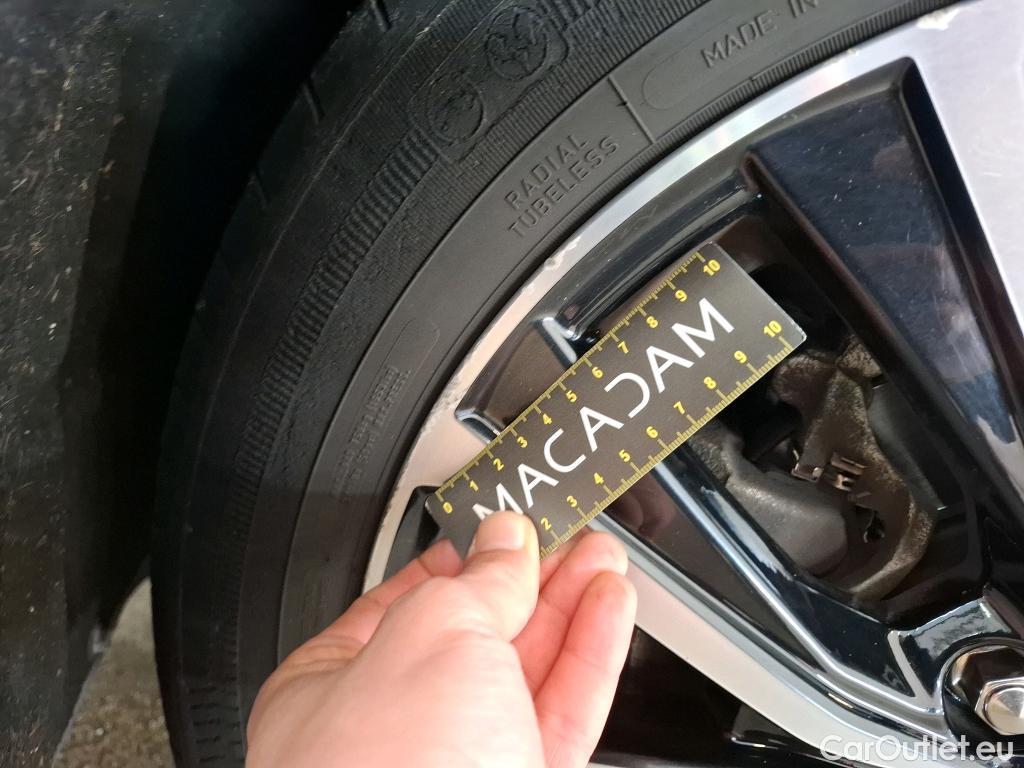 MADE IN
RADIAL
TUBELESS
0 1 2 3 4 5 6 7 8 9 10
MACADAM
2 3 4 5 6 7 8 9 10
CarOutlet.eu